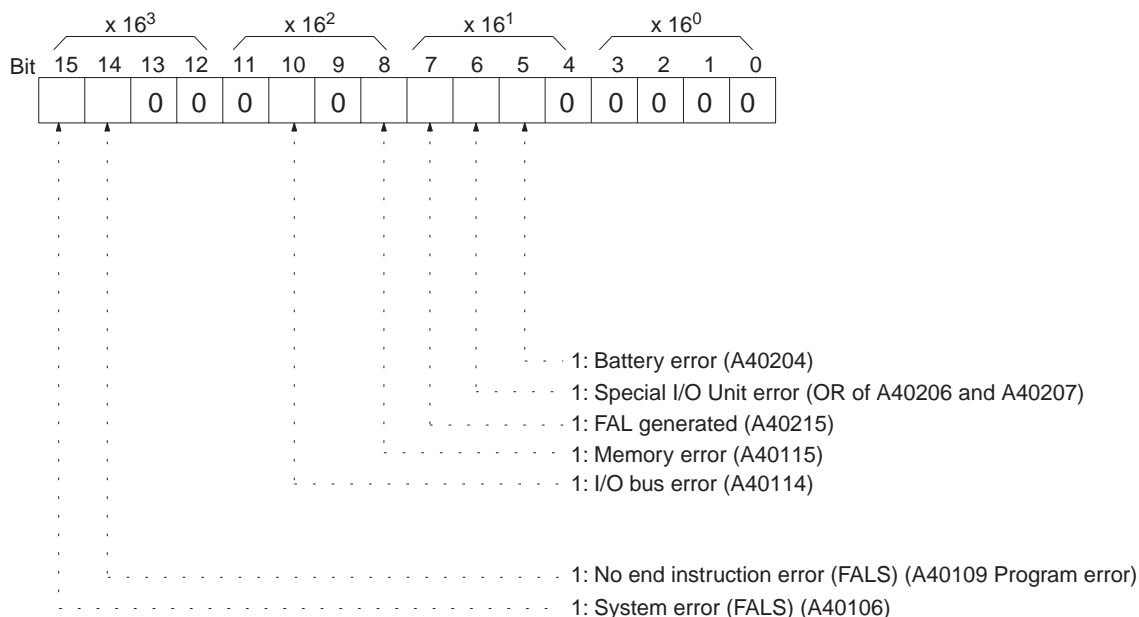 x 16³ x 16² x 16¹ x 16⁰
Bit 15 14 13 12 11 10 9 8 7 6 5 4 3 2 1 0
0 0 0 0 0 0 0 0 0
1: Battery error (A40204)
1: Special I/O Unit error (OR of A40206 and A40207)
1: FAL generated (A40215)
1: Memory error (A40115)
1: I/O bus error (A40114)
1: No end instruction error (FALS) (A40109 Program error)
1: System error (FALS) (A40106)